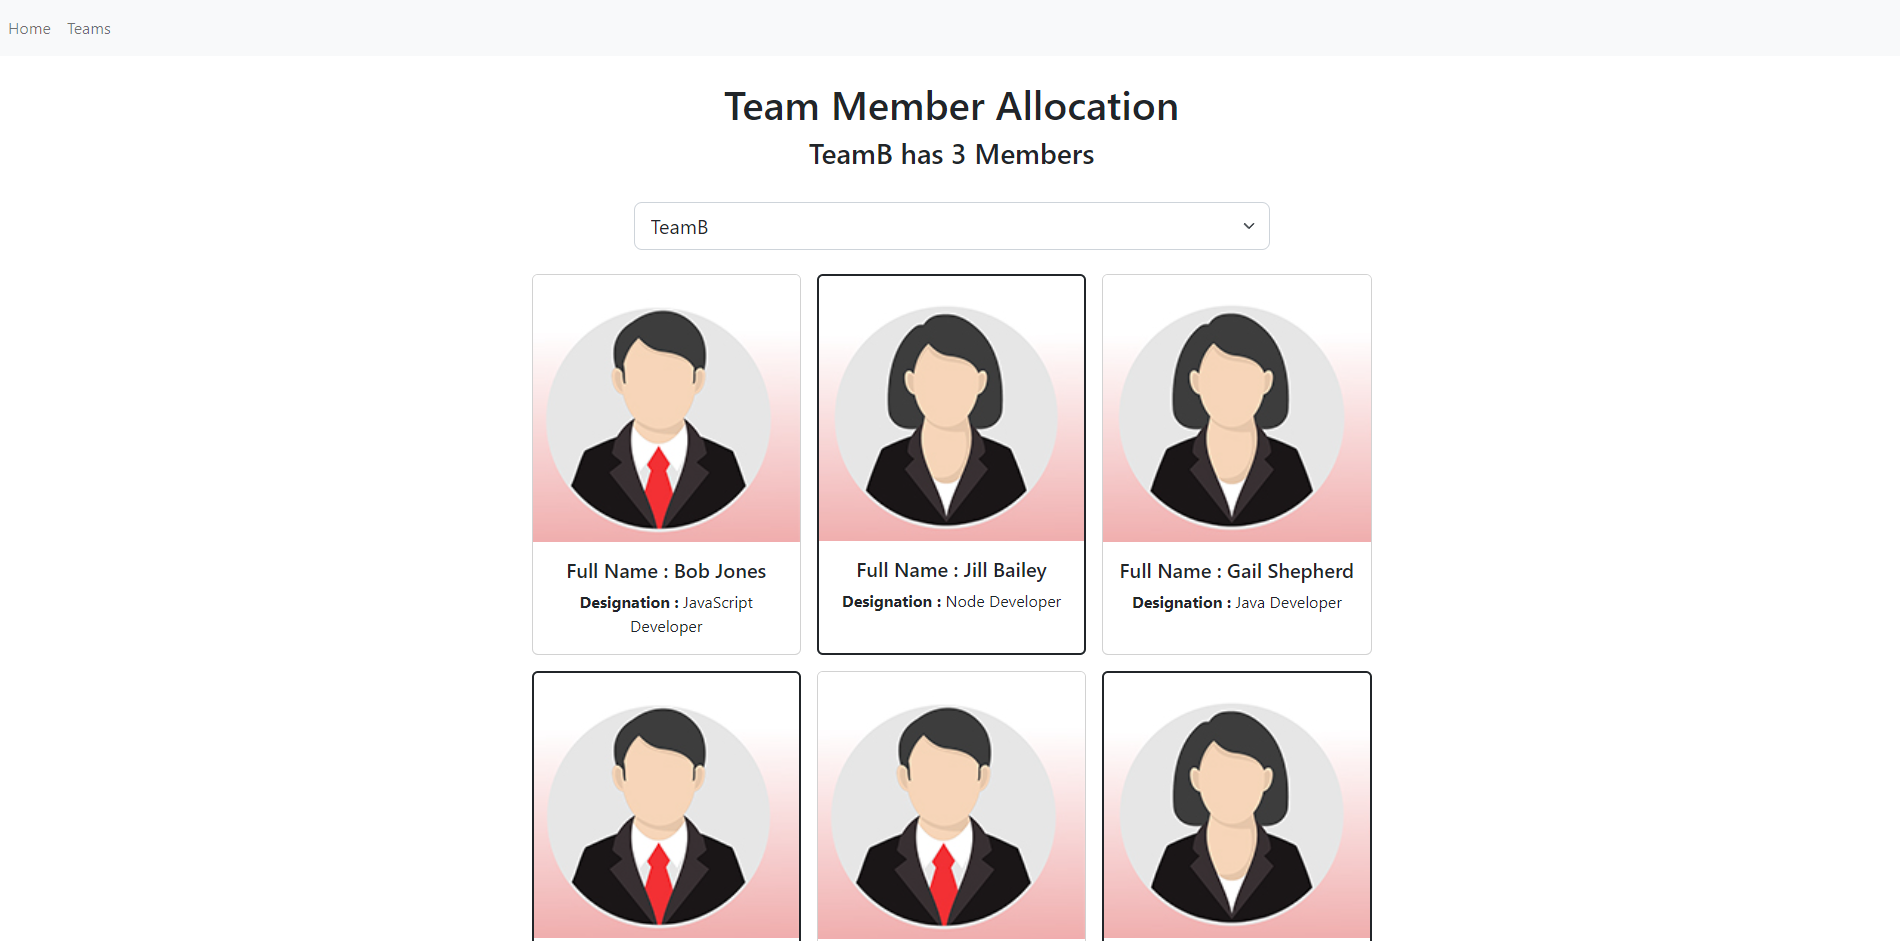 Home Teams
Team Member Allocation
TeamB has 3 Members
TeamB
Full Name : Bob Jones
Designation : JavaScript
Developer
Full Name : Jill Bailey
Designation : Node Developer
Full Name : Gail Shepherd
Designation : Java Developer